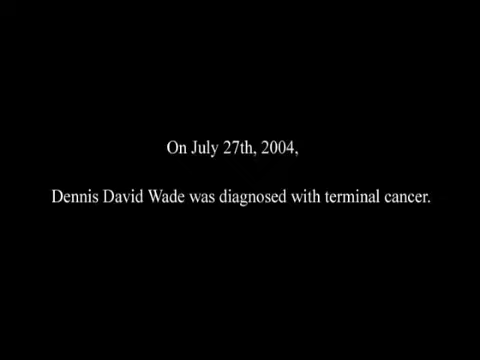 On July 27th, 2004,
Dennis David Wade was diagnosed with terminal cancer.